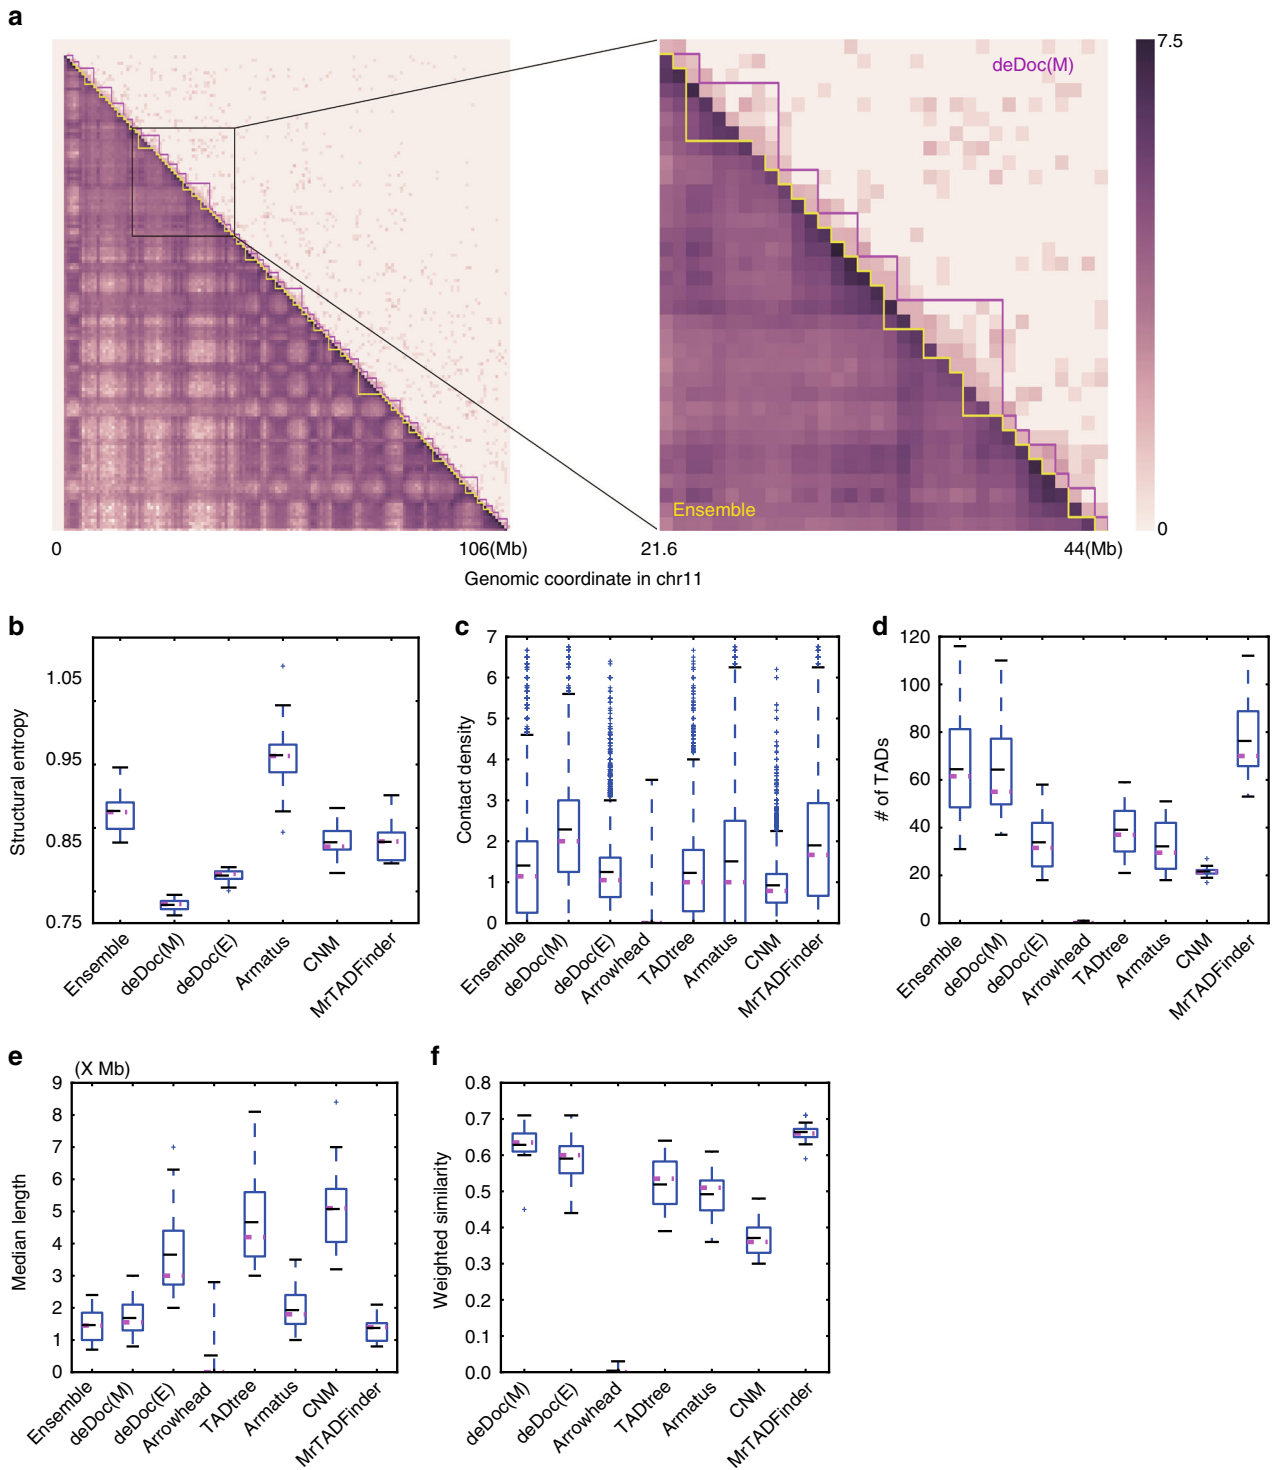 a
deDoc(M)
Ensemble
7.5
0
0
106(Mb)
21.6
44(Mb)
Genomic coordinate in chr11
b
Structural entropy
1.05
0.95
0.85
0.75
Ensemble
deDoc(M)
deDoc(E)
Armatus
CNM
MrTADFinder
c
Contact density
7
6
5
4
3
2
1
0
Ensemble
deDoc(M)
deDoc(E)
Arrowhead
TADtree
Armatus
CNM
MrTADFinder
d
# of TADs
120
100
80
60
40
20
0
Ensemble
deDoc(M)
deDoc(E)
Arrowhead
TADtree
Armatus
CNM
MrTADFinder
e
(X Mb)
Median length
9
8
7
6
5
4
3
2
1
0
Ensemble
deDoc(M)
deDoc(E)
Arrowhead
TADtree
Armatus
CNM
MrTADFinder
f
Weighted similarity
0.8
0.7
0.6
0.5
0.4
0.3
0.2
0.1
0.0
deDoc(M)
deDoc(E)
Arrowhead
TADtree
Armatus
CNM
MrTADFinder